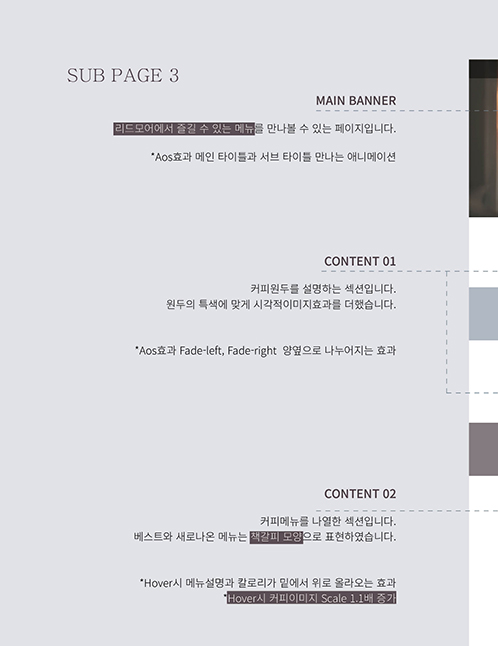 SUB PAGE 3
MAIN BANNER
리드모어에서 즐길 수 있는 메뉴를 만나볼 수 있는 페이지입니다.
*Aos효과 메인 타이틀과 서브 타이틀 만나는 애니메이션
CONTENT 01
커피원두를 설명하는 섹션입니다.
원두의 특색에 맞게 시각적이미지효과를 더했습니다.
*Aos효과 Fade-left, Fade-right 양옆으로 나누어지는 효과
CONTENT 02
커피메뉴를 나열한 섹션입니다.
베스트와 새로나온 메뉴는 책갈피 모양으로 표현하였습니다.
*Hover시 메뉴설명과 칼로리가 밑에서 위로 올라오는 효과
*Hover시 커피이미지 Scale 1.1배 증가